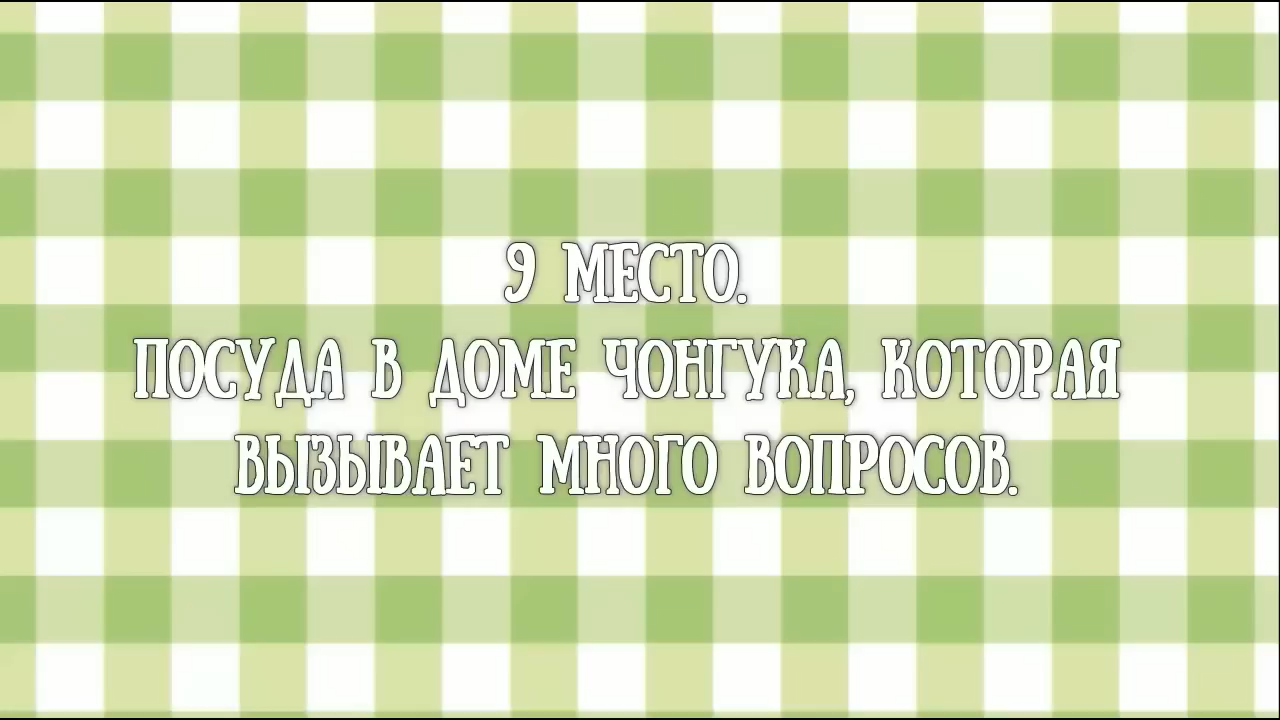 9 МЕСТО.
ПОСУДА В ДОМЕ ЧОНГУКА, КОТОРАЯ
ВЫЗЫВАЕТ МНОГО ВОПРОСОВ.